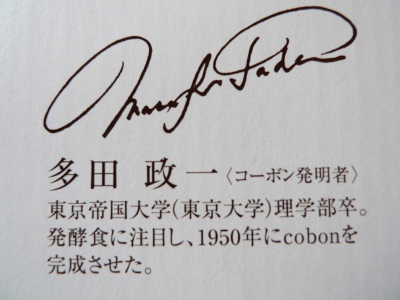 Masaichi Tada
多田 政一〈コーボン発明者〉
東京帝国大学(東京大学)理学部卒。
発酵食に注目し、1950年にcobonを
完成させた。